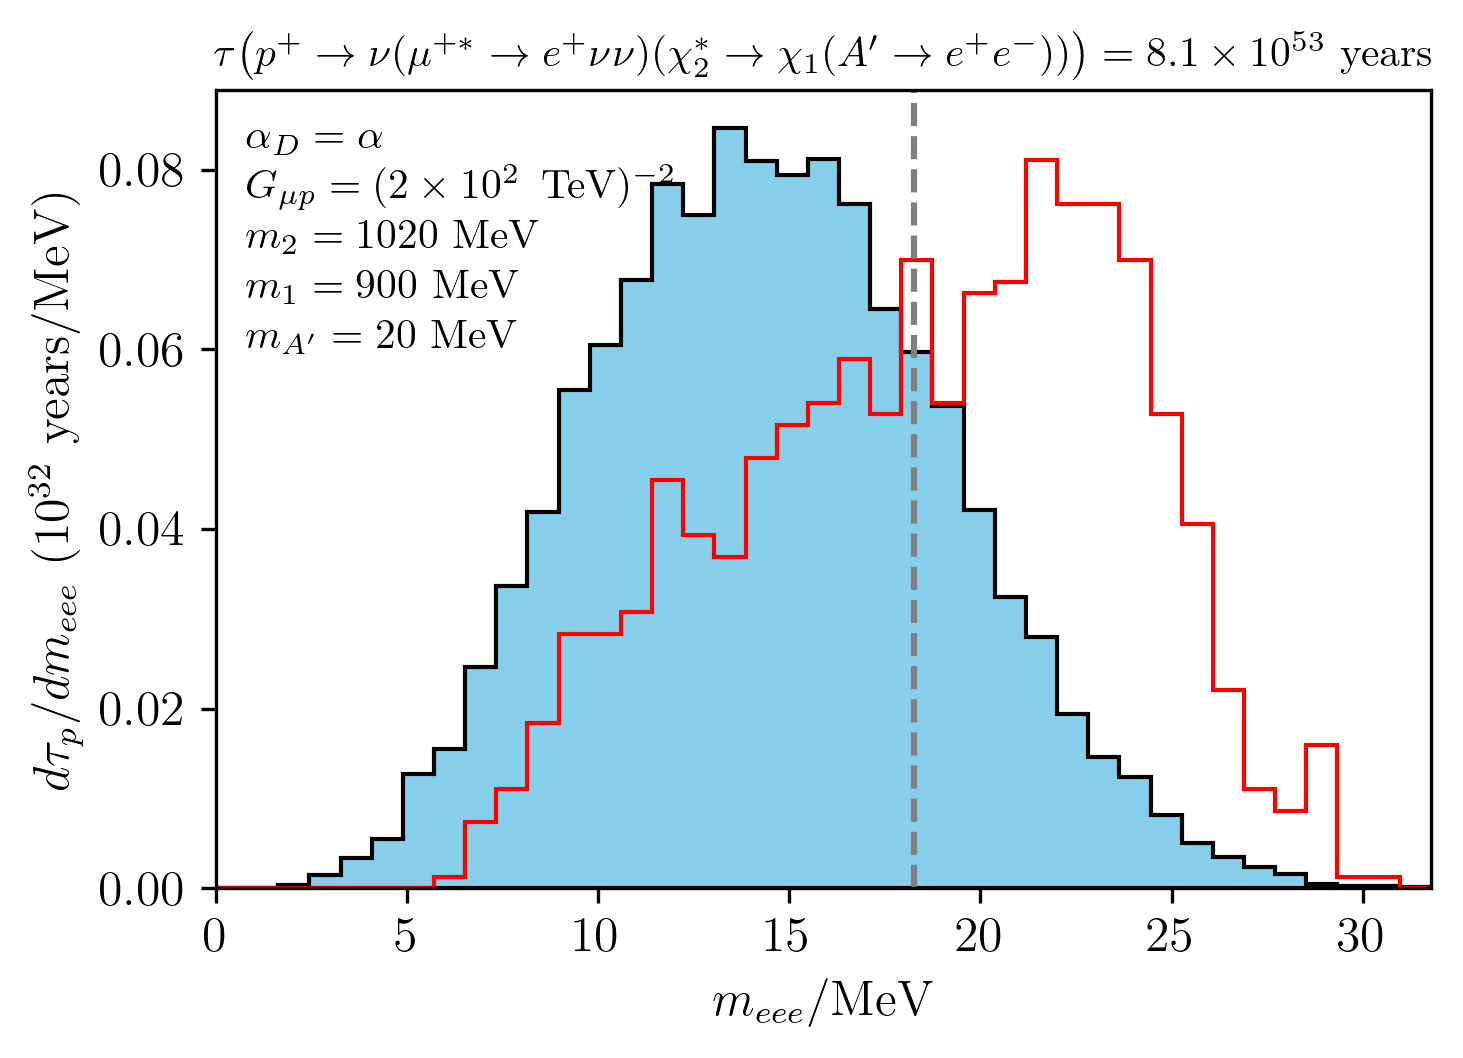 τ(p⁺ → ν(μ⁺* → e⁺νν)(χ₂* → χ₁(A′ → e⁺e⁻))) = 8.1 × 10⁵³ years
α_D = α
G_μp = (2 × 10² TeV)⁻²
m₂ = 1020 MeV
m₁ = 900 MeV
m_A′ = 20 MeV
dτ_p/dm_eee (10³² years/MeV)
0.08
0.06
0.04
0.02
0.00
0 5 10 15 20 25 30
m_eee/MeV